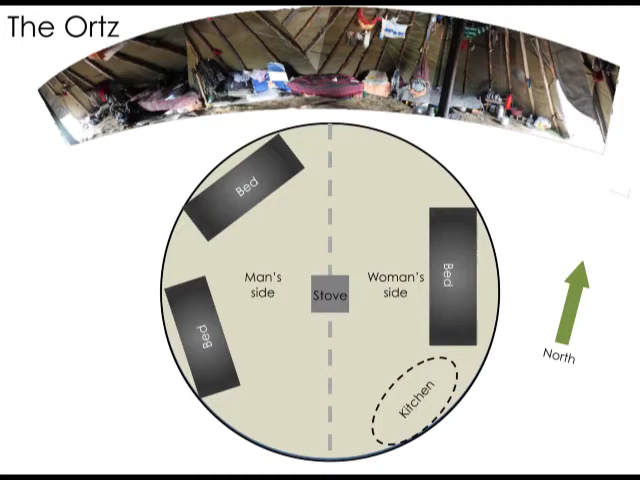 The Ortz
Bed
Man's
side
Stove
Woman's
side
Bed
Bed
Kitchen
North